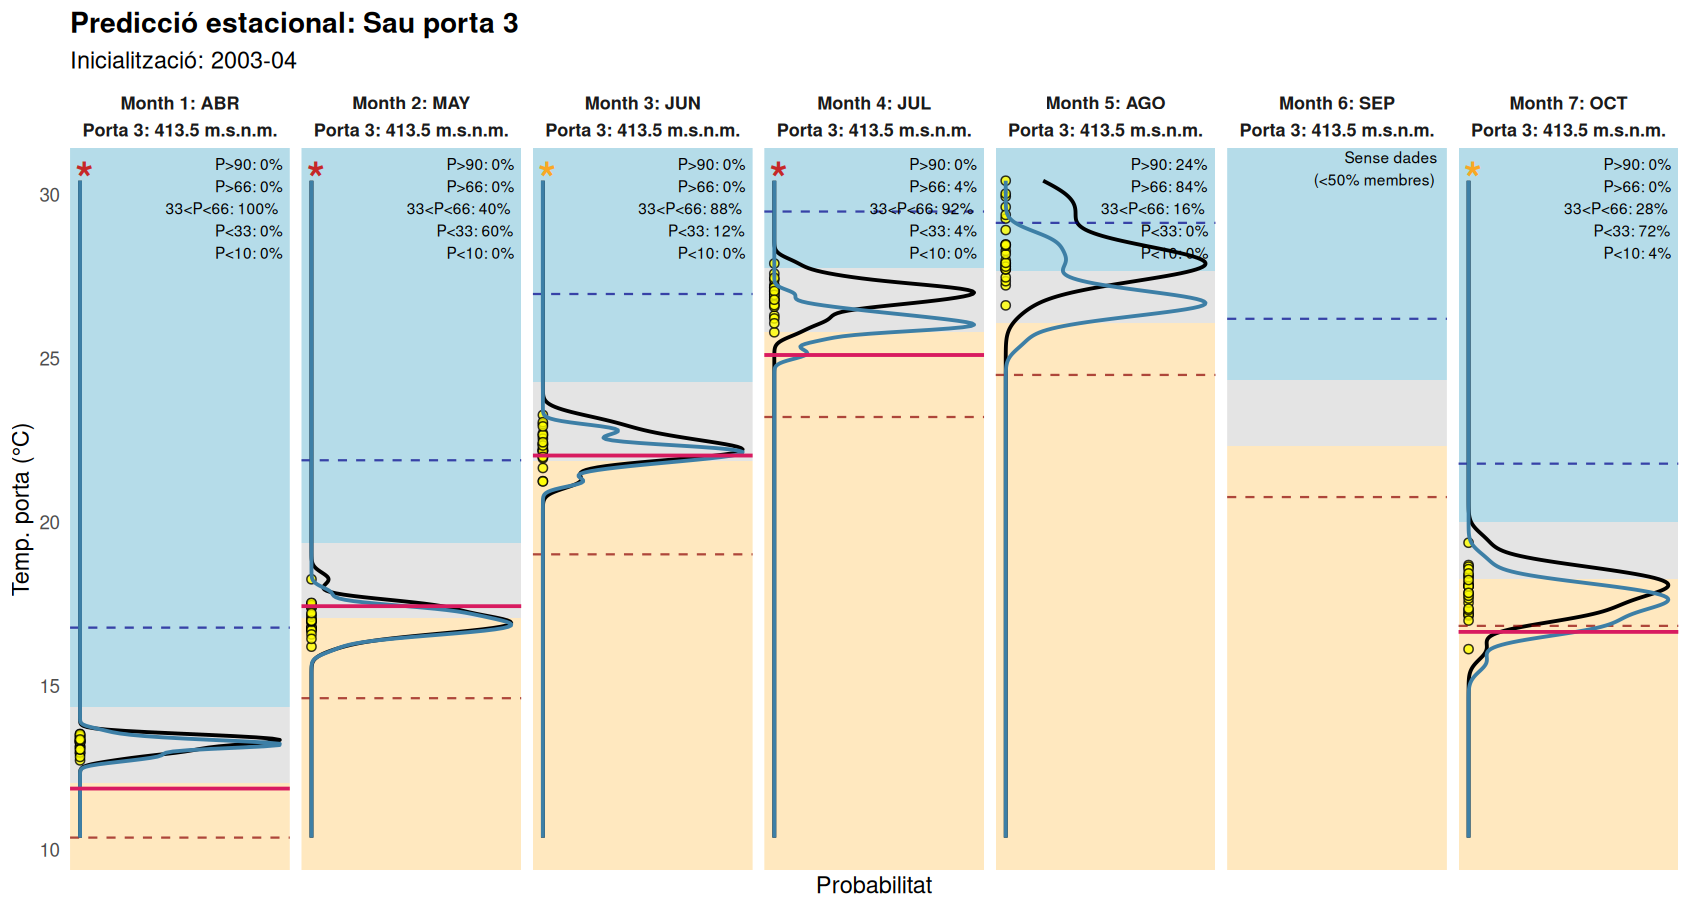 Predicció estacional: Sau porta 3
Inicialització: 2003-04
Month 1: ABR
Porta 3: 413.5 m.s.n.m.
Month 2: MAY
Porta 3: 413.5 m.s.n.m.
Month 3: JUN
Porta 3: 413.5 m.s.n.m.
Month 4: JUL
Porta 3: 413.5 m.s.n.m.
Month 5: AGO
Porta 3: 413.5 m.s.n.m.
Month 6: SEP
Porta 3: 413.5 m.s.n.m.
Month 7: OCT
Porta 3: 413.5 m.s.n.m.
*
P>90: 0%
P>66: 0%
33<P<66: 100%
P<33: 0%
P<10: 0%
*
P>90: 0%
P>66: 0%
33<P<66: 40%
P<33: 60%
P<10: 0%
*
P>90: 0%
P>66: 0%
33<P<66: 88%
P<33: 12%
P<10: 0%
*
P>90: 0%
P>66: 4%
33<P<66: 92%
P<33: 4%
P<10: 0%
P>90: 24%
P>66: 84%
33<P<66: 16%
P<33: 0%
P<10: 0%
Sense dades
(<50% membres)
*
P>90: 0%
P>66: 0%
33<P<66: 28%
P<33: 72%
P<10: 4%
Temp. porta (°C)
30
25
20
15
10
Probabilitat